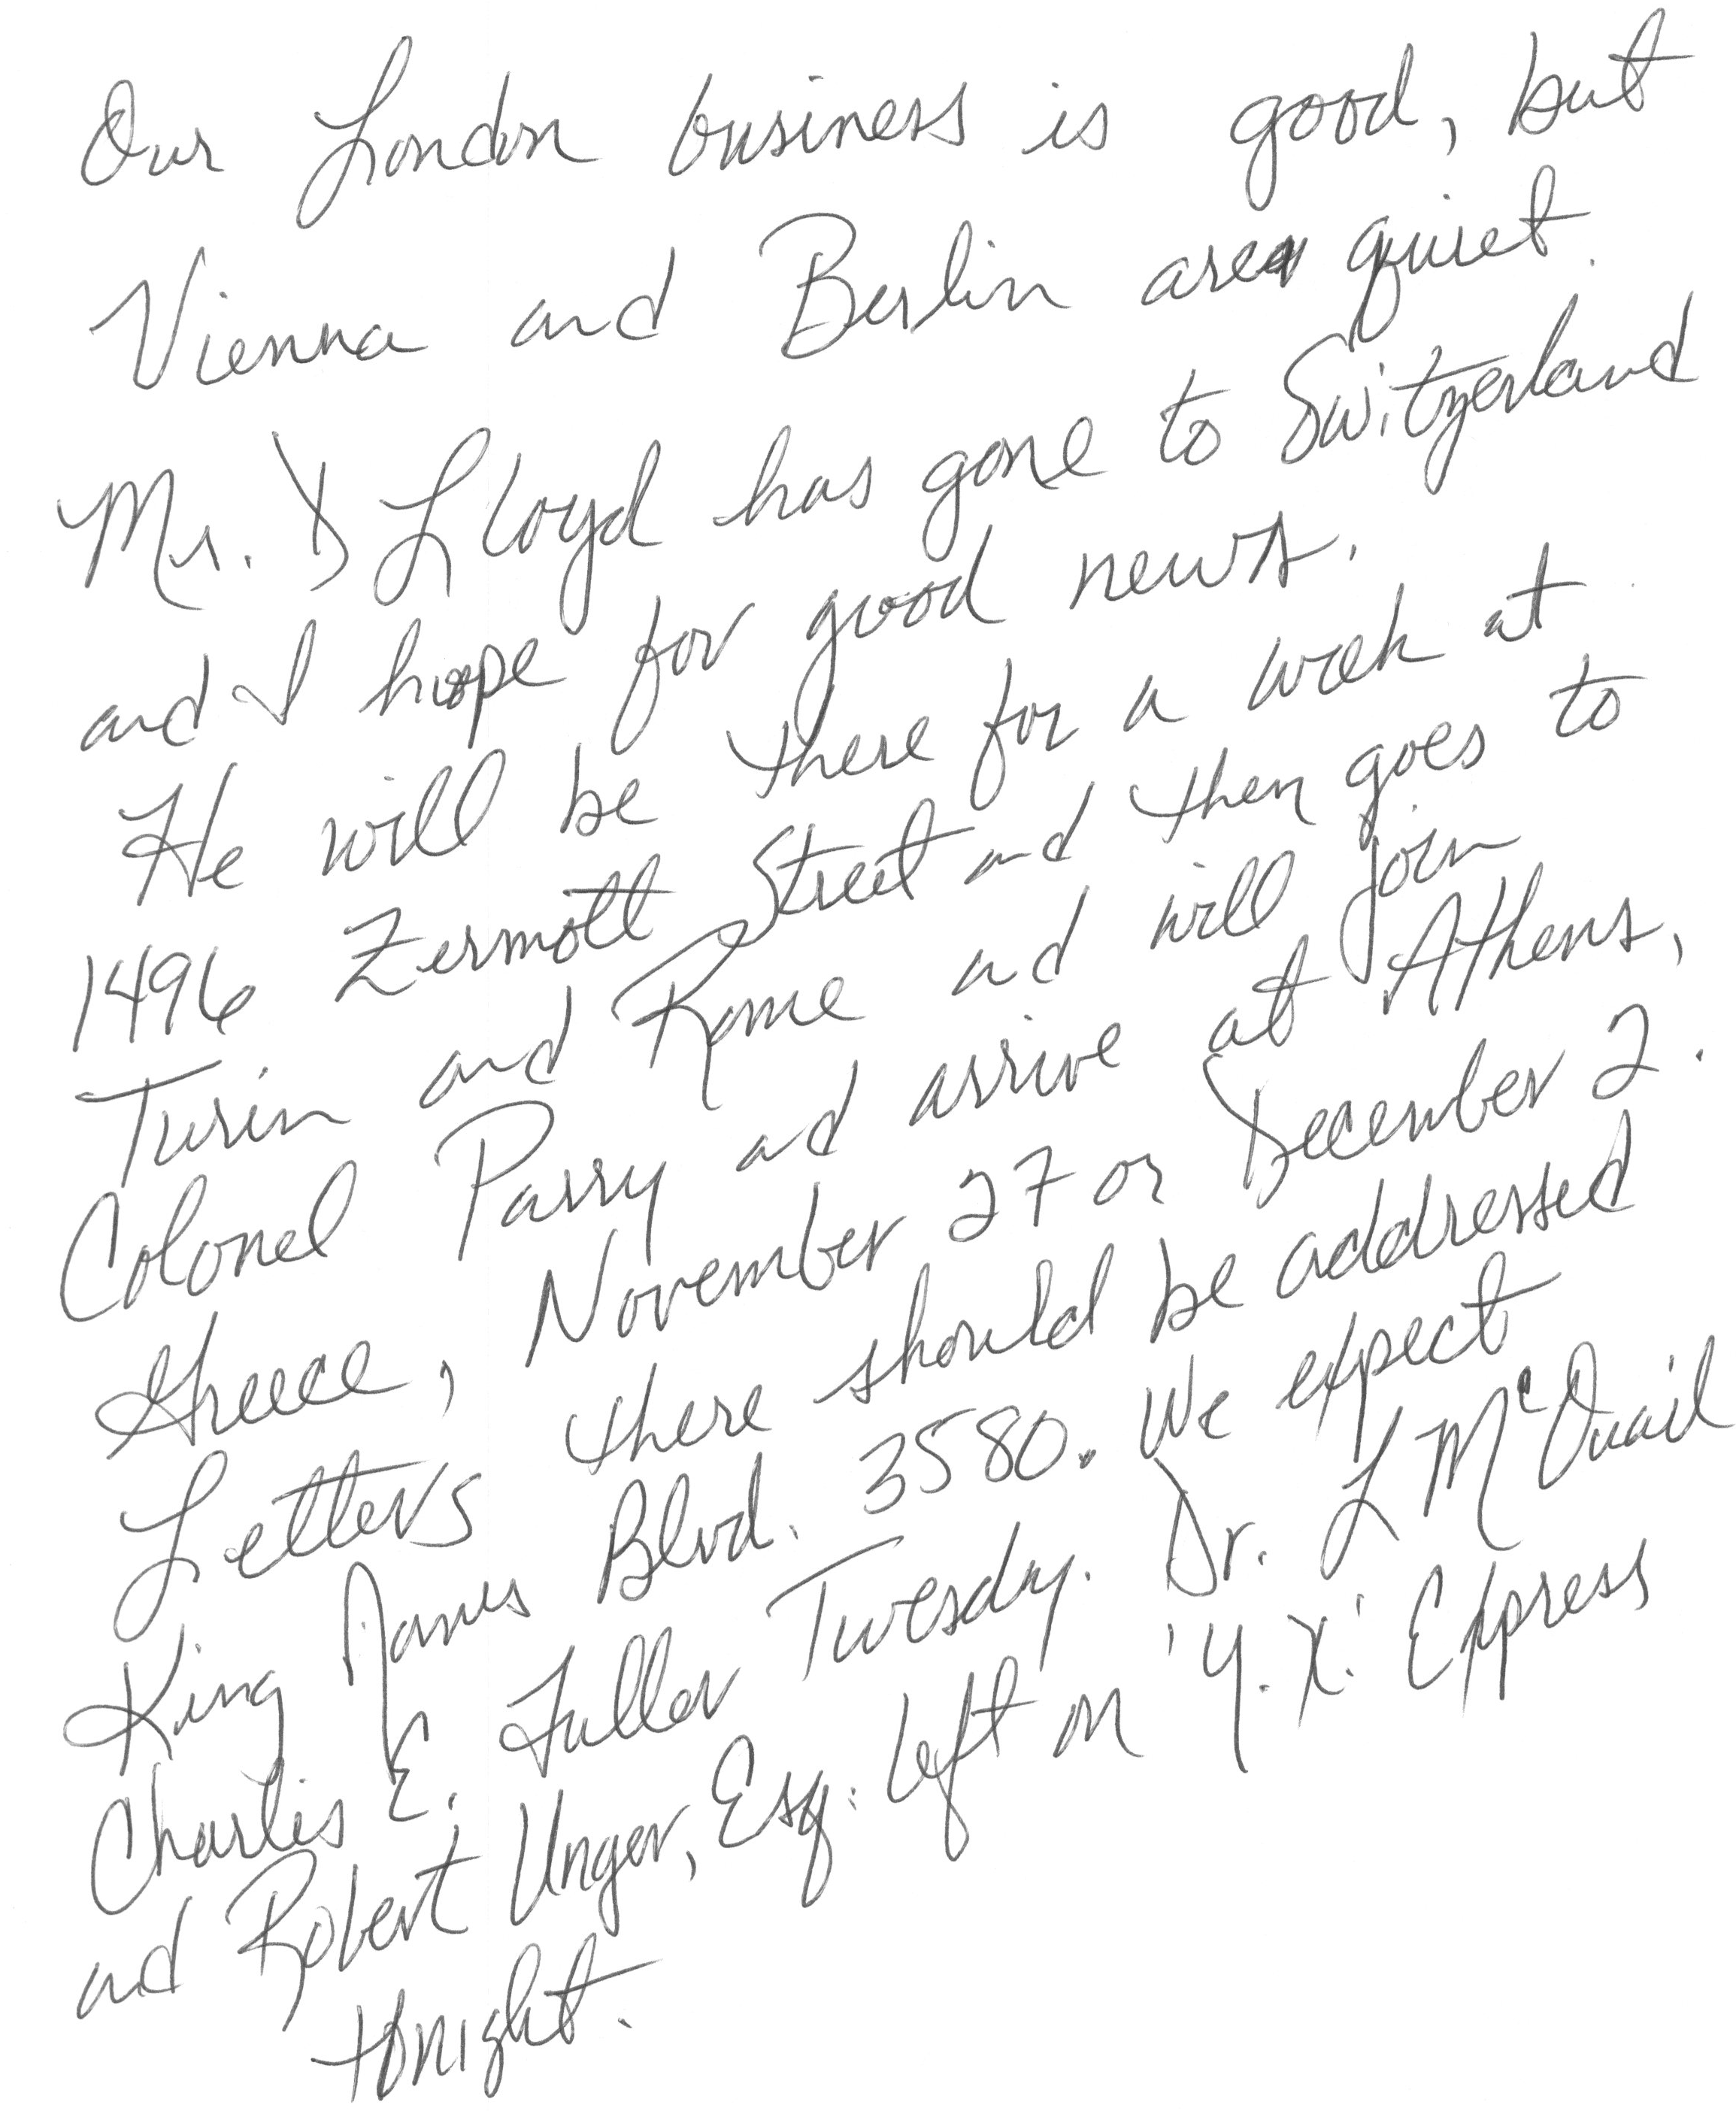 Our London business is good, but
Vienna and Berlin are quiet.
Mr. D Lloyd has gone to Switzerland
and I hope for good news.
He will be there for a week at
1496 Zermott Street and then goes to
Turin and Rome and will join
Colonel Parry and arrive at Athens,
Greece, November 27 or December 2.
Letters there should be addressed
King James Blvd. 3580. We expect
Charles E. Fuller Tuesday. Dr. L McQuaid
and Robert Unger, Esq. left on 'Y.X.' Express
tonight.